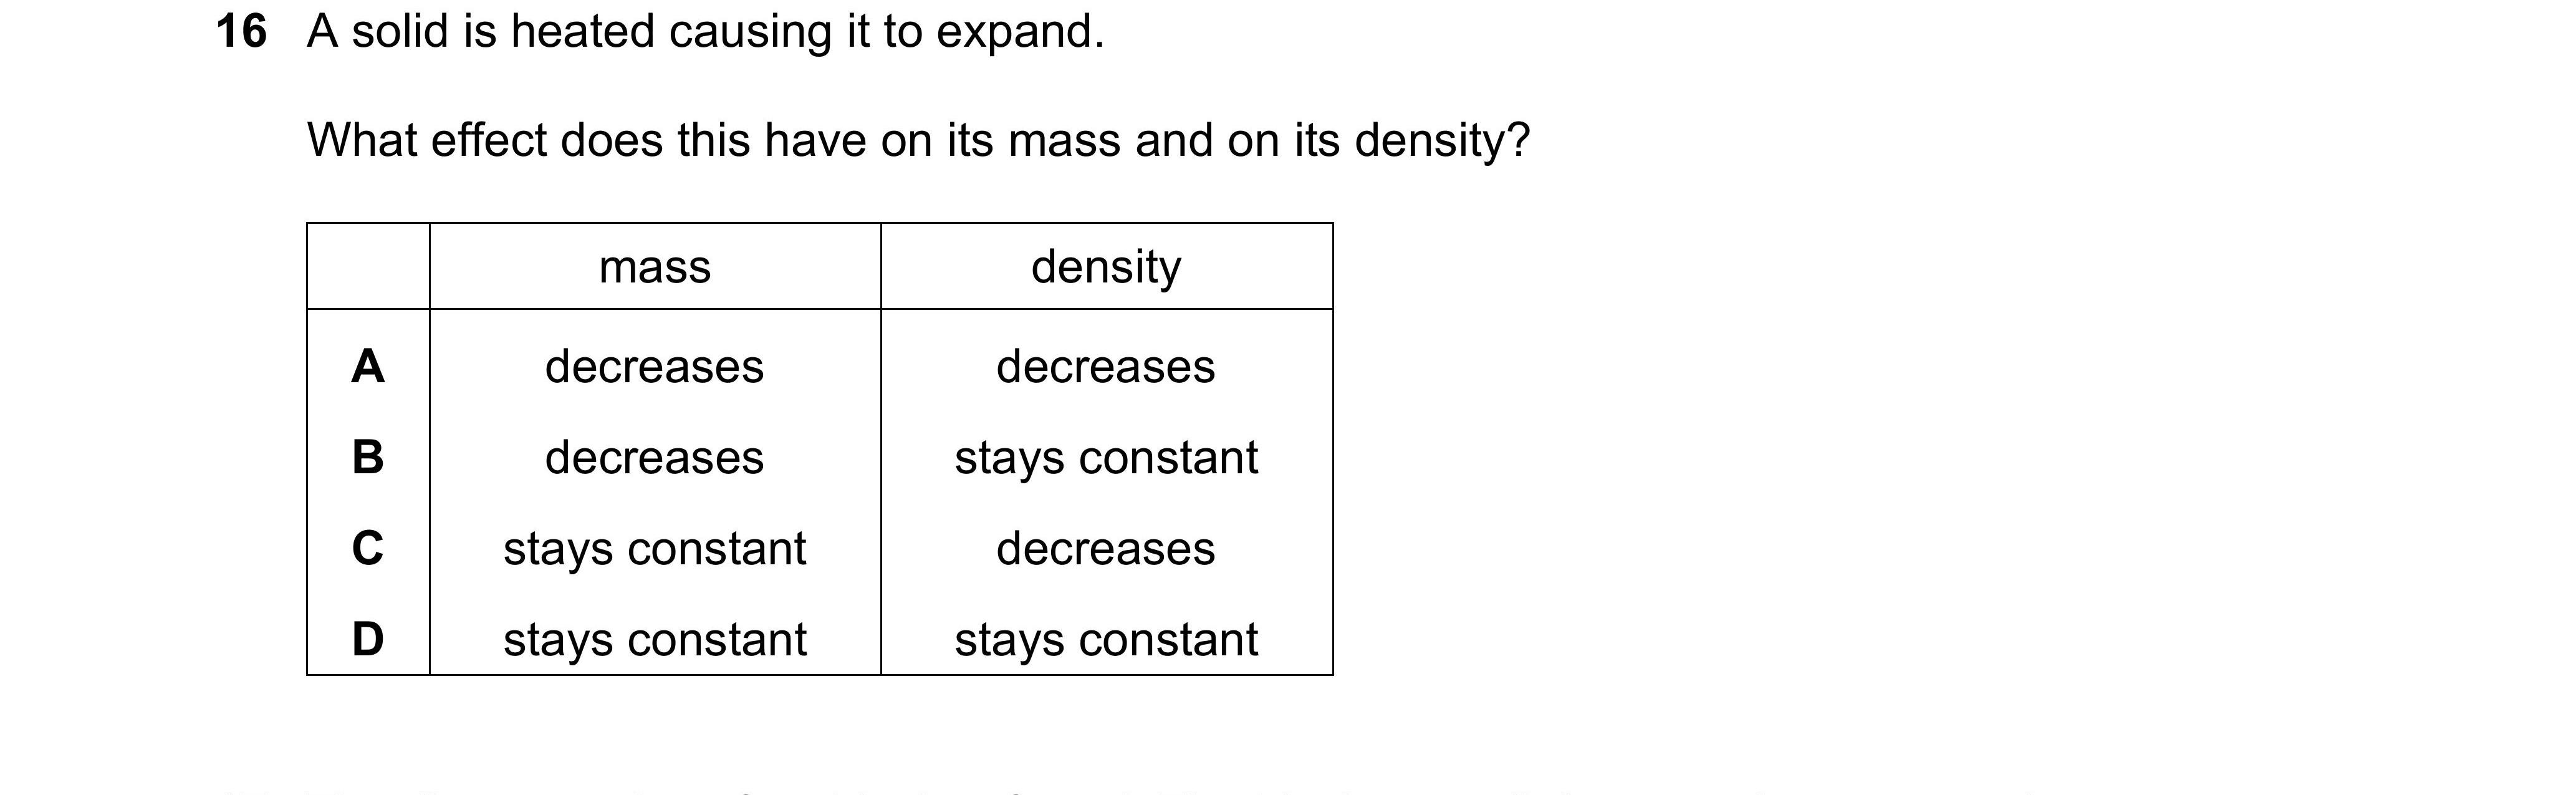 16 A solid is heated causing it to expand.
What effect does this have on its mass and on its density?
mass density
A decreases decreases
B decreases stays constant
C stays constant decreases
D stays constant stays constant